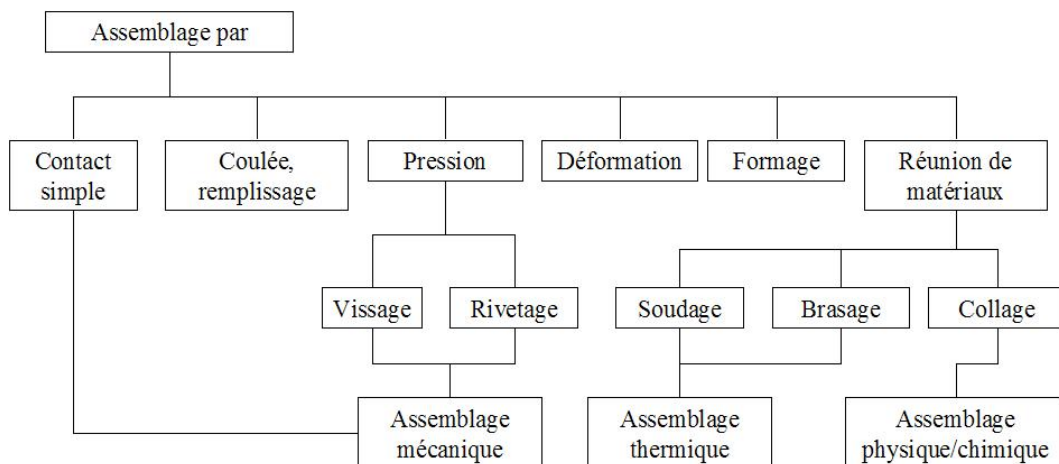 Assemblage par
Contact
simple
Coulée,
remplissage
Pression
Déformation
Formage
Réunion de
matériaux
Vissage
Rivetage
Soudage
Brasage
Collage
Assemblage
mécanique
Assemblage
thermique
Assemblage
physique/chimique